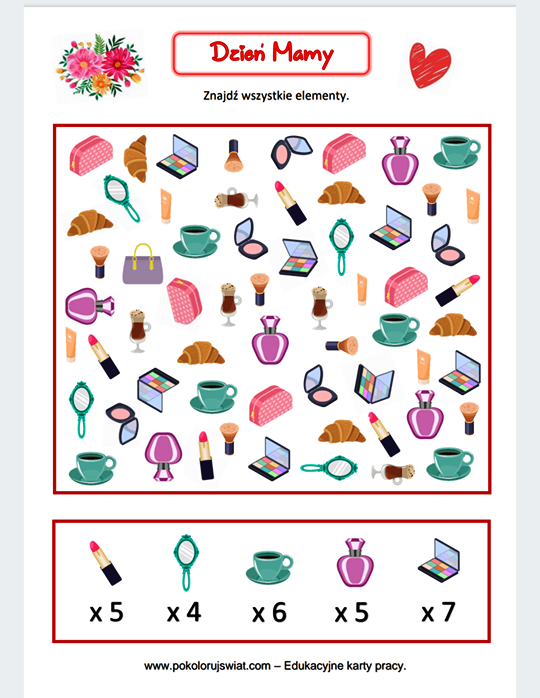 Dzień Mamy
Znajdź wszystkie elementy.
x 5 x 4 x 6 x 5 x 7
www.pokolorujswiat.com – Edukacyjne karty pracy.